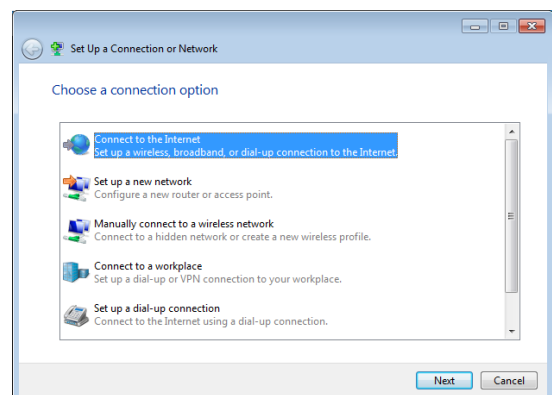 Set Up a Connection or Network
Choose a connection option
Connect to the Internet
Set up a wireless, broadband, or dial-up connection to the Internet.
Set up a new network
Configure a new router or access point.
Manually connect to a wireless network
Connect to a hidden network or create a new wireless profile.
Connect to a workplace
Set up a dial-up or VPN connection to your workplace.
Set up a dial-up connection
Connect to the Internet using a dial-up connection.
Next Cancel